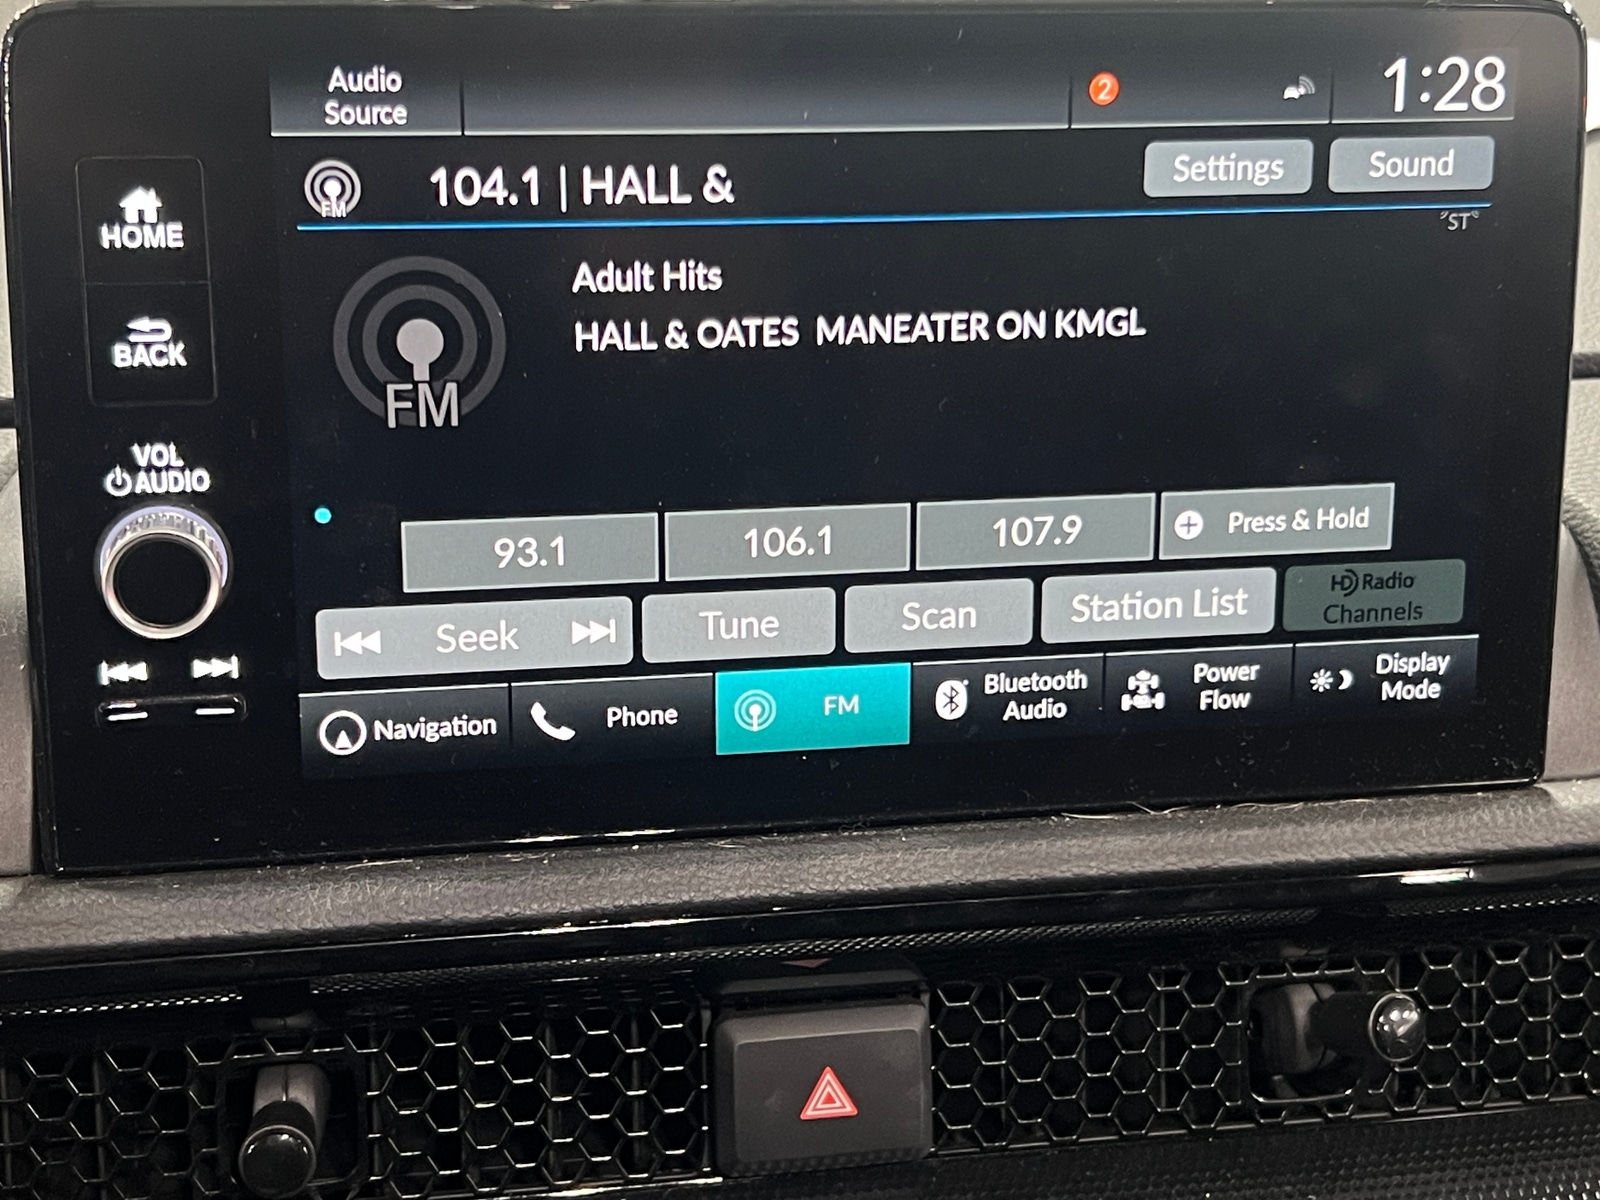 Audio
Source
2
1:28
FM
104.1 | HALL &
Settings
Sound
ST
Adult Hits
HALL & OATES MANEATER ON KMGL
FM
HOME
BACK
VOL
AUDIO
93.1
106.1
107.9
Press & Hold
Seek
Tune
Scan
Station List
HD Radio
Channels
Navigation
Phone
FM
Bluetooth
Audio
Power
Flow
Display
Mode